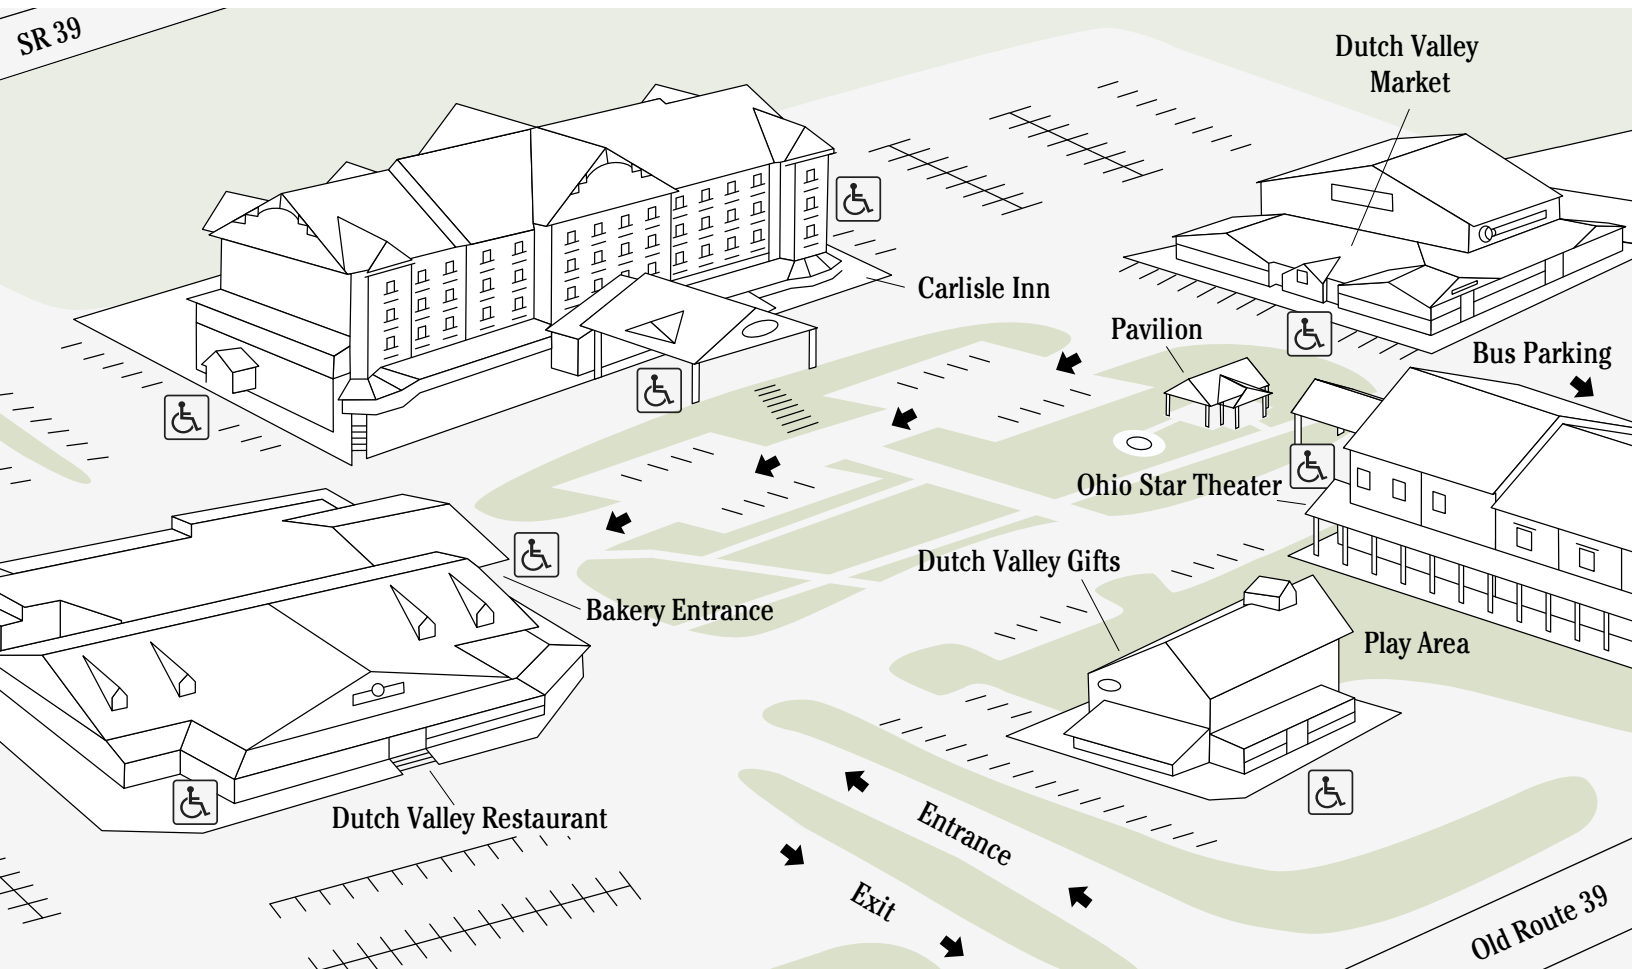 SR 39
Dutch Valley
Market
Carlisle Inn
Pavilion
Bus Parking
Ohio Star Theater
Dutch Valley Gifts
Bakery Entrance
Play Area
Dutch Valley Restaurant
Entrance
Exit
Old Route 39